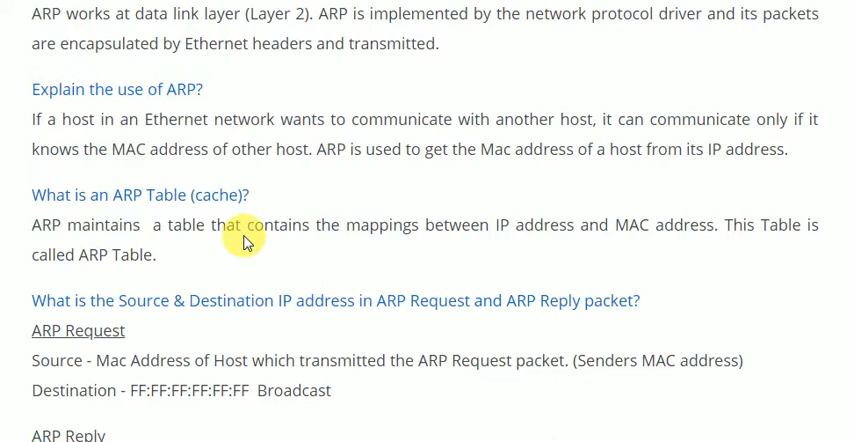 ARP works at data link layer (Layer 2). ARP is implemented by the network protocol driver and its packets
are encapsulated by Ethernet headers and transmitted.
Explain the use of ARP?
If a host in an Ethernet network wants to communicate with another host, it can communicate only if it
knows the MAC address of other host. ARP is used to get the Mac address of a host from its IP address.
What is an ARP Table (cache)?
ARP maintains a table that contains the mappings between IP address and MAC address. This Table is
called ARP Table.
What is the Source & Destination IP address in ARP Request and ARP Reply packet?
ARP Request
Source - Mac Address of Host which transmitted the ARP Request packet. (Senders MAC address)
Destination - FF:FF:FF:FF:FF:FF Broadcast
ARP Reply